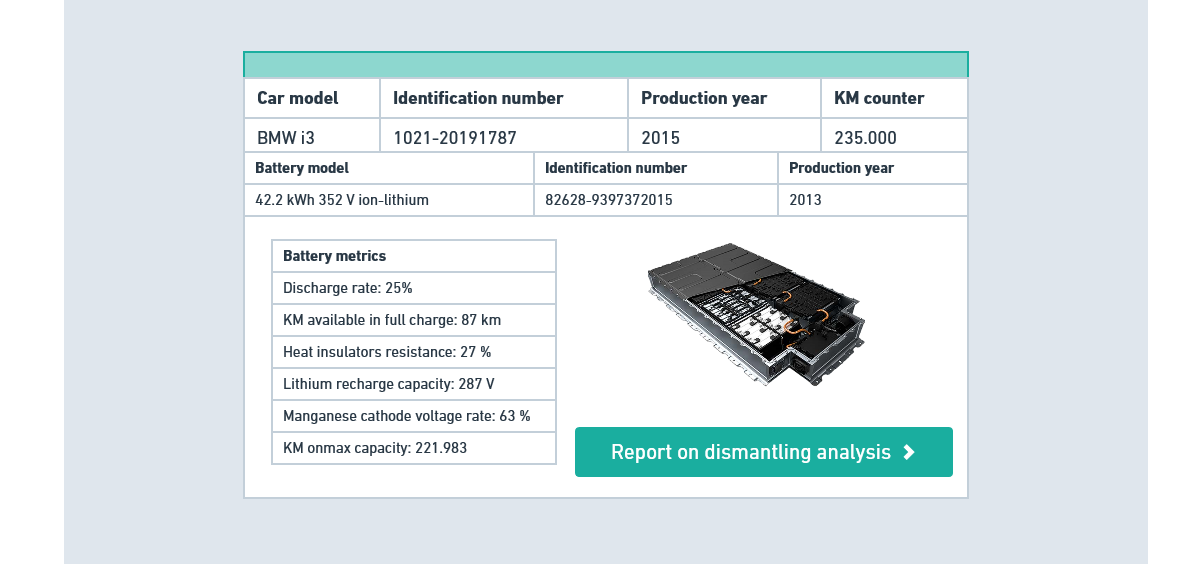 Car model Identification number Production year KM counter
BMW i3 1021-20191787 2015 235.000
Battery model Identification number Production year
42.2 kWh 352 V ion-lithium 82628-9397372015 2013
Battery metrics
Discharge rate: 25%
KM available in full charge: 87 km
Heat insulators resistance: 27 %
Lithium recharge capacity: 287 V
Manganese cathode voltage rate: 63 %
KM onmax capacity: 221.983
Report on dismantling analysis